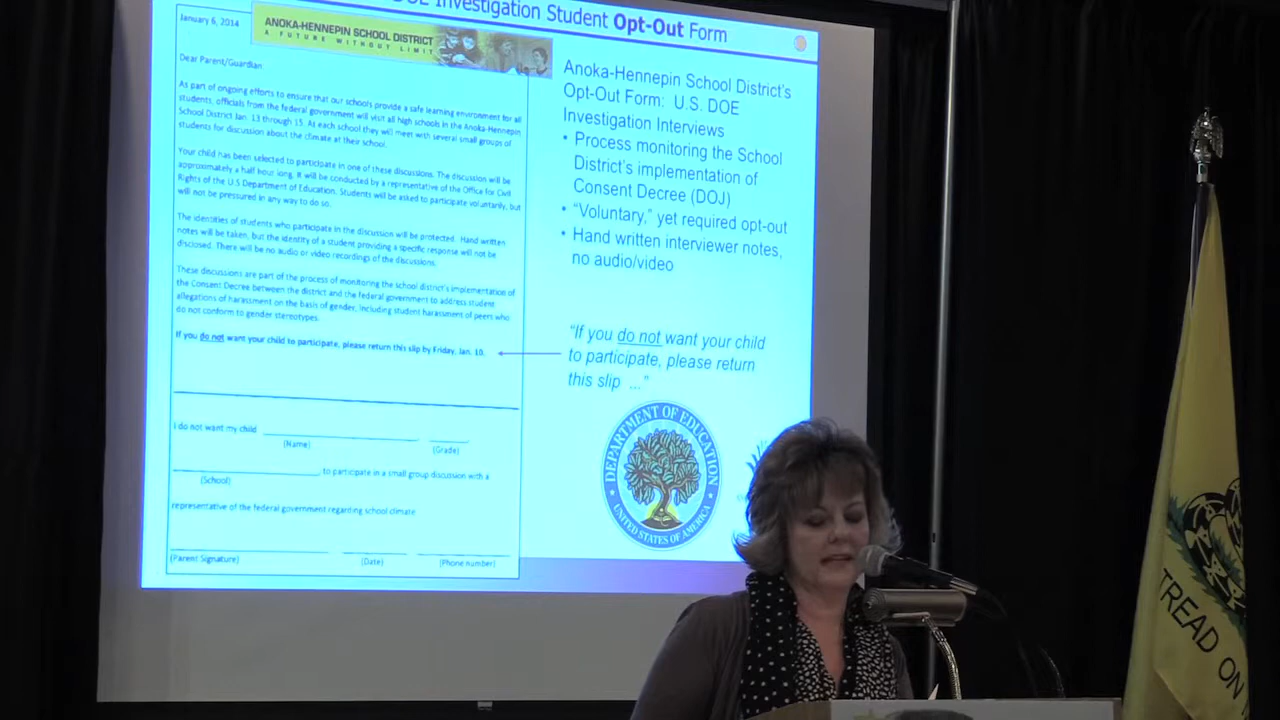 DOE Investigation Student Opt-Out Form
January 6, 2014
ANOKA-HENNEPIN SCHOOL DISTRICT
A FUTURE WITHOUT LIMIT
Dear Parent/Guardian:
As part of ongoing efforts to ensure that our schools provide a safe learning environment for all
students, officials from the federal government will visit all high schools in the Anoka-Hennepin
School District Jan. 13 through 15. At each school they will meet with several small groups of
students for discussion about the climate at their school.
Your child has been selected to participate in one of these discussions. The discussion will be
approximately a half hour long. It will be conducted by a representative of the Office for Civil
Rights of the U.S Department of Education. Students will be asked to participate voluntarily, but
will not be pressured in any way to do so.
The identities of students who participate in the discussion will be protected. Hand written
notes will be taken, but the identity of a student providing a specific response will not be
disclosed. There will be no audio or video recordings of the discussions.
These discussions are part of the process of monitoring the school district's implementation of
the Consent Decree between the district and the federal government to address student
allegations of harassment on the basis of gender, including student harassment of peers who
do not conform to gender stereotypes.
If you do not want your child to participate, please return this slip by Friday, Jan. 10.
I do not want my child
(Name)
(Grade)
, to participate in a small group discussion with a
(School)
representative of the federal government regarding school climate
(Parent Signature)
(Date)
(Phone number)
Anoka-Hennepin School District's
Opt-Out Form: U.S. DOE
Investigation Interviews
• Process monitoring the School
District's implementation of
Consent Decree (DOJ)
• "Voluntary," yet required opt-out
• Hand written interviewer notes,
no audio/video
"If you do not want your child
to participate, please return
this slip ..."
DEPARTMENT OF EDUCATION
UNITED STATES OF AMERICA
TREAD ON